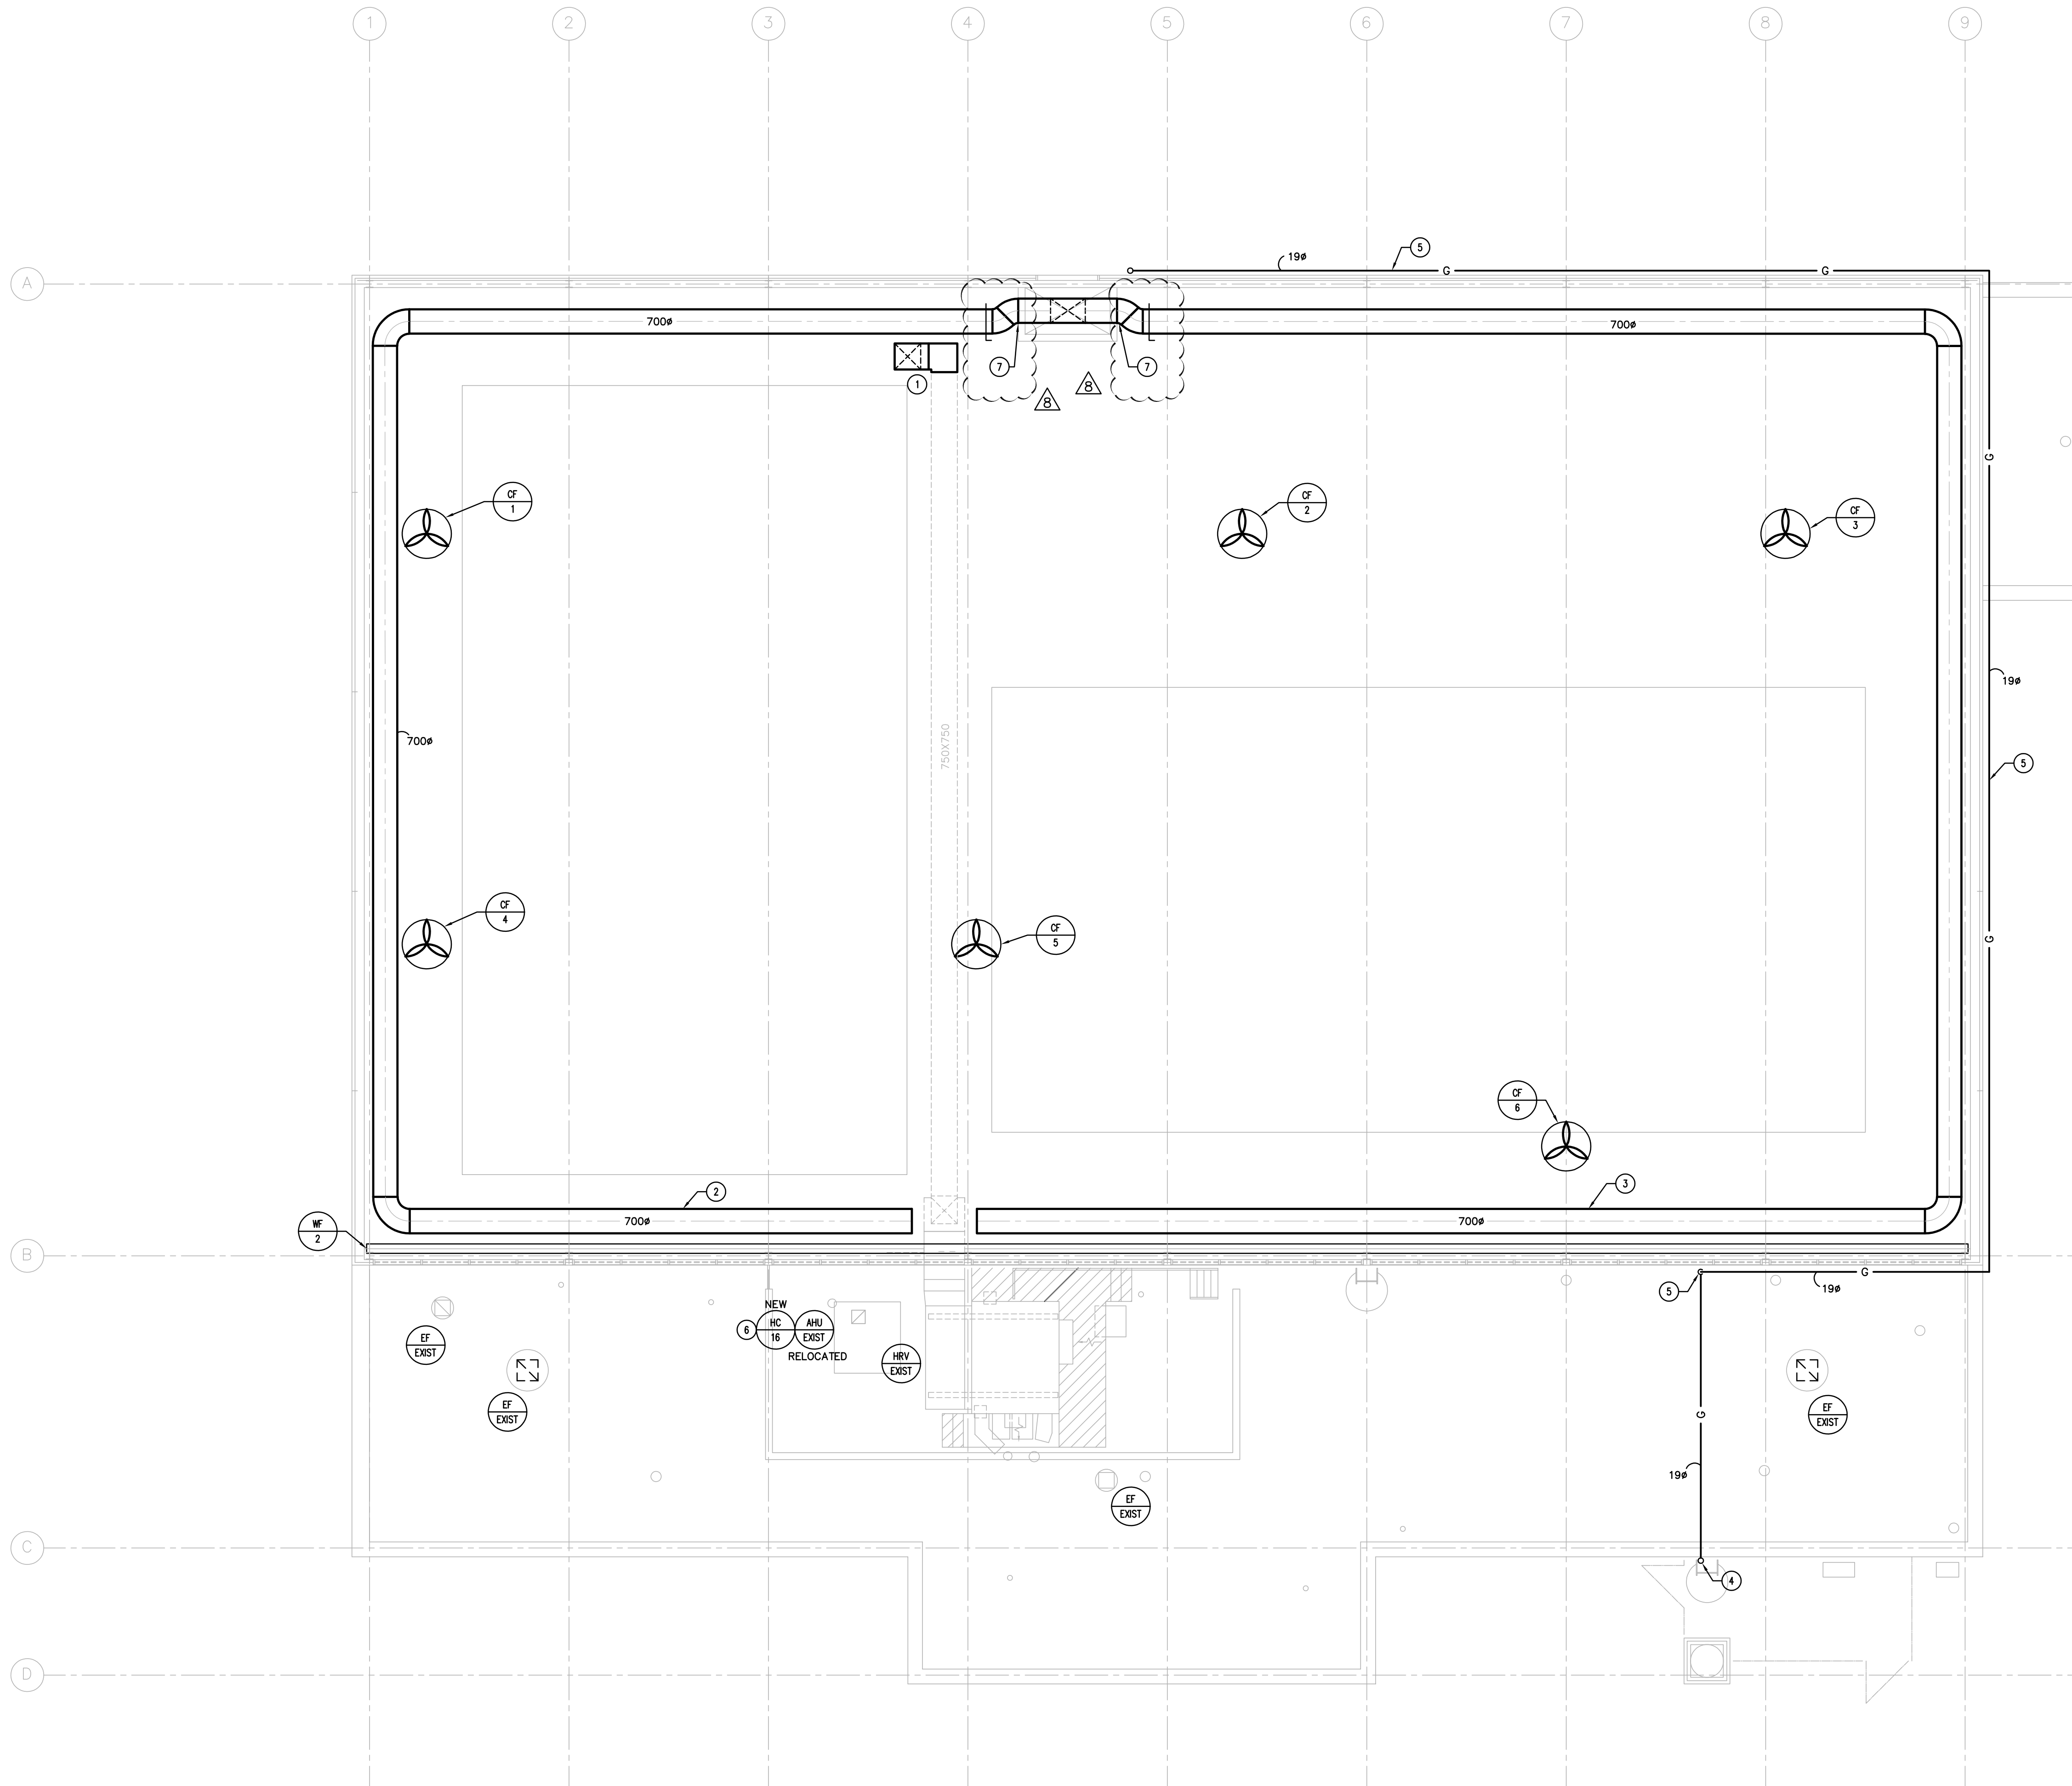 1 2 3 4 5 6 7 8 9
5
19ø
A
G G
700ø 700ø
7 7
1
8 8
G
CF
1
CF
2
CF
3
19ø
700ø
750X750
5
CF
4
CF
5
G
CF
6
2
3
700ø 700ø
WF
2
B
G
19ø
5
NEW
6
HC
16
AHU
EXIST
RELOCATED
HRV
EXIST
EF
EXIST
EF
EXIST
EF
EXIST
G
19ø
EF
EXIST
C
4
D